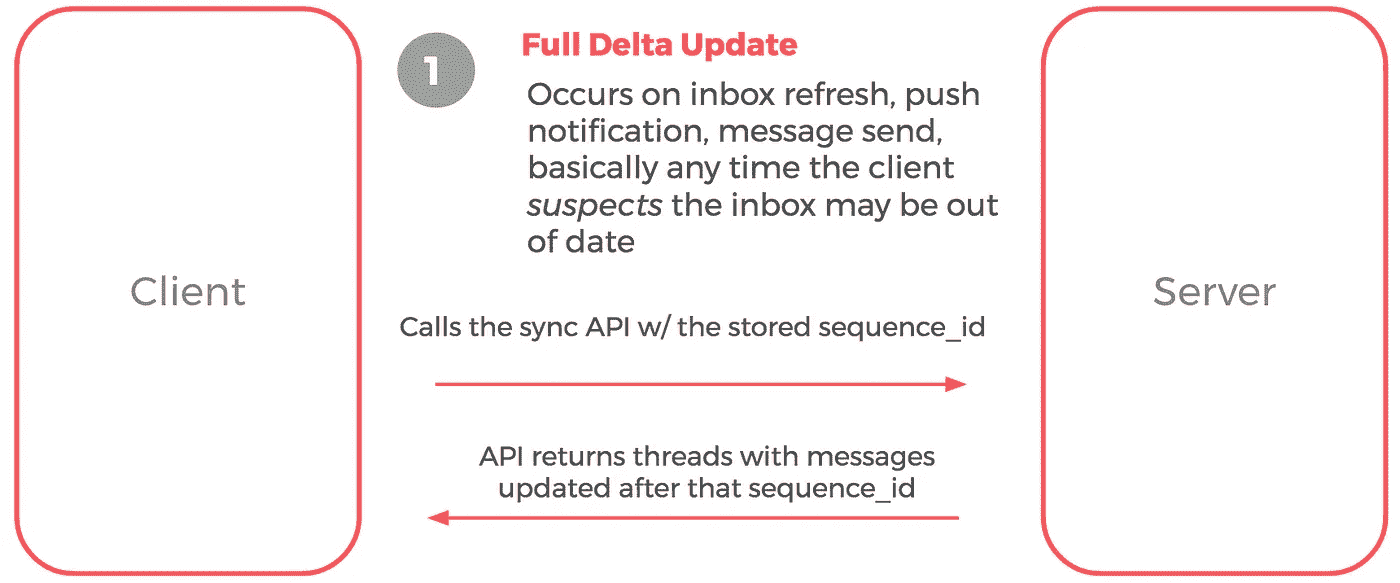 1
Full Delta Update
Occurs on inbox refresh, push
notification, message send,
basically any time the client
suspects the inbox may be out
of date
Client
Server
Calls the sync API w/ the stored sequence_id
API returns threads with messages
updated after that sequence_id